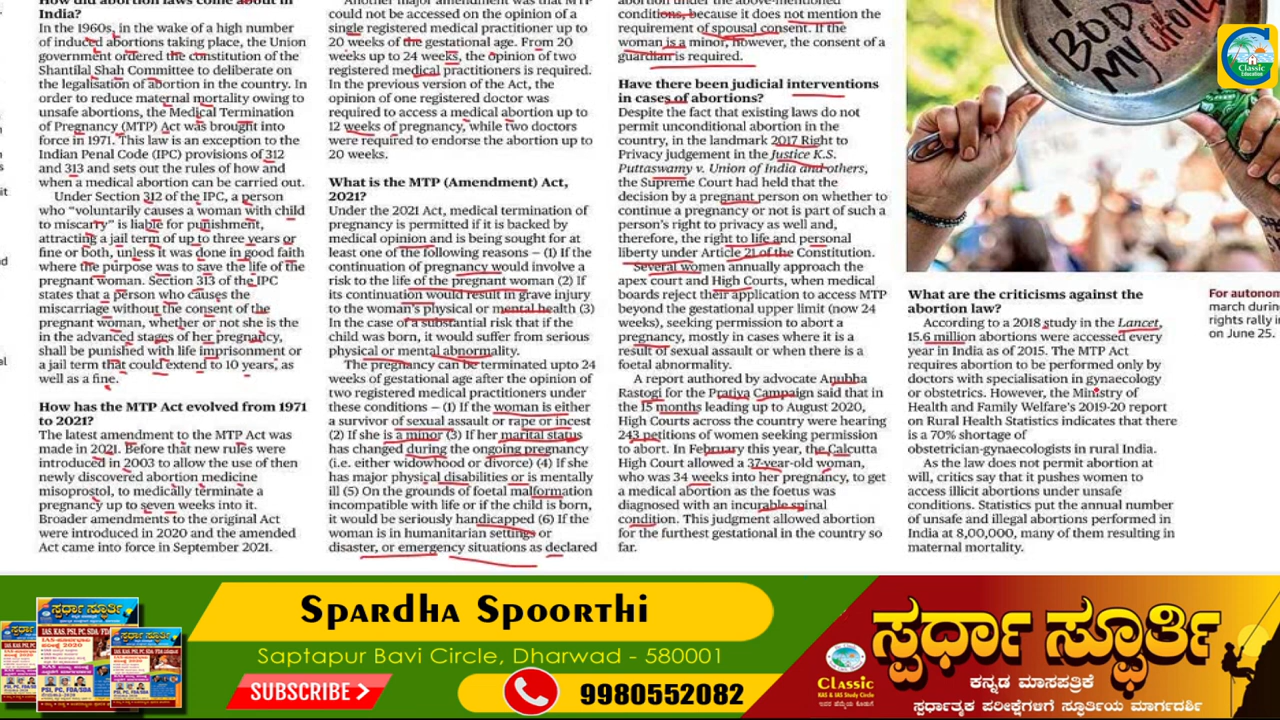 How did abortion laws come about in
India?
In the 1960s, in the wake of a high number
of induced abortions taking place, the Union
government ordered the constitution of the
Shantilal Shah Committee to deliberate on
the legalisation of abortion in the country. In
order to reduce maternal mortality owing to
unsafe abortions, the Medical Termination
of Pregnancy (MTP) Act was brought into
force in 1971. This law is an exception to the
Indian Penal Code (IPC) provisions of 312
and 313 and sets out the rules of how and
when a medical abortion can be carried out.
Under Section 312 of the IPC, a person
who “voluntarily causes a woman with child
to miscarry” is liable for punishment,
attracting a jail term of up to three years or
fine or both, unless it was done in good faith
where the purpose was to save the life of the
pregnant woman. Section 313 of the IPC
states that a person who causes the
miscarriage without the consent of the
pregnant woman, whether or not she is the
in the advanced stages of her pregnancy,
shall be punished with life imprisonment or
a jail term that could extend to 10 years, as
well as a fine.
How has the MTP Act evolved from 1971
to 2021?
The latest amendment to the MTP Act was
made in 2021. Before that new rules were
introduced in 2003 to allow the use of then
newly discovered abortion medicine
misoprostol, to medically terminate a
pregnancy up to seven weeks into it.
Broader amendments to the original Act
were introduced in 2020 and the amended
Act came into force in September 2021.
Another major amendment was that MTP
could not be accessed on the opinion of a
single registered medical practitioner up to
20 weeks of the gestational age. From 20
weeks up to 24 weeks, the opinion of two
registered medical practitioners is required.
In the previous version of the Act, the
opinion of one registered doctor was
required to access a medical abortion up to
12 weeks of pregnancy, while two doctors
were required to endorse the abortion up to
20 weeks.
What is the MTP (Amendment) Act,
2021?
Under the 2021 Act, medical termination of
pregnancy is permitted if it is backed by
medical opinion and is being sought for at
least one of the following reasons – (1) If the
continuation of pregnancy would involve a
risk to the life of the pregnant woman (2) If
its continuation would result in grave injury
to the woman’s physical or mental health (3)
In the case of a substantial risk that if the
child was born, it would suffer from serious
physical or mental abnormality.
The pregnancy can be terminated upto 24
weeks of gestational age after the opinion of
two registered medical practitioners under
these conditions – (1) If the woman is either
a survivor of sexual assault or rape or incest
(2) If she is a minor (3) If her marital status
has changed during the ongoing pregnancy
(i.e. either widowhood or divorce) (4) If she
has major physical disabilities or is mentally
ill (5) On the grounds of foetal malformation
incompatible with life or if the child is born,
it would be seriously handicapped (6) If the
woman is in humanitarian settings or
disaster, or emergency situations as declared
abortion under the above-mentioned
conditions, because it does not mention the
requirement of spousal consent. If the
woman is a minor, however, the consent of a
guardian is required.
Have there been judicial interventions
in cases of abortions?
Despite the fact that existing laws do not
permit unconditional abortion in the
country, in the landmark 2017 Right to
Privacy judgement in the Justice K.S.
Puttaswamy v. Union of India and others,
the Supreme Court had held that the
decision by a pregnant person on whether to
continue a pregnancy or not is part of such a
person’s right to privacy as well and,
therefore, the right to life and personal
liberty under Article 21 of the Constitution.
Several women annually approach the
apex court and High Courts, when medical
boards reject their application to access MTP
beyond the gestational upper limit (now 24
weeks), seeking permission to abort a
pregnancy, mostly in cases where it is a
result of sexual assault or when there is a
foetal abnormality.
A report authored by advocate Anubha
Rastogi for the Pratiya Campaign said that in
the 15 months leading up to August 2020,
High Courts across the country were hearing
243 petitions of women seeking permission
to abort. In February this year, the Calcutta
High Court allowed a 37-year-old woman,
who was 34 weeks into her pregnancy, to get
a medical abortion as the foetus was
diagnosed with an incurable spinal
condition. This judgment allowed abortion
for the furthest gestational in the country so
far.
BO
MY
Classic
Education
What are the criticisms against the
abortion law?
According to a 2018 study in the Lancet,
15.6 million abortions were accessed every
year in India as of 2015. The MTP Act
requires abortion to be performed only by
doctors with specialisation in gynaecology
or obstetrics. However, the Ministry of
Health and Family Welfare’s 2019-20 report
on Rural Health Statistics indicates that there
is a 70% shortage of
obstetrician-gynaecologists in rural India.
As the law does not permit abortion at
will, critics say that it pushes women to
access illicit abortions under unsafe
conditions. Statistics put the annual number
of unsafe and illegal abortions performed in
India at 8,00,000, many of them resulting in
maternal mortality.
For autonom
march during
rights rally i
on June 25.
Spardha Spoorthi
Saptapur Bavi Circle, Dharwad - 580001
SUBSCRIBE >
9980552082
ಸ್ಪರ್ಧಾ ಸ್ಫೂರ್ತಿ
Classic
KAS & IAS Study Circle
ಕನ್ನಡ ಮಾಸಪತ್ರಿಕೆ
ಸ್ಪರ್ಧಾತ್ಮಕ ಪರೀಕ್ಷೆಗಳಿಗೆ ಸ್ಫೂರ್ತಿಯ ಮಾರ್ಗದರ್ಶಿ